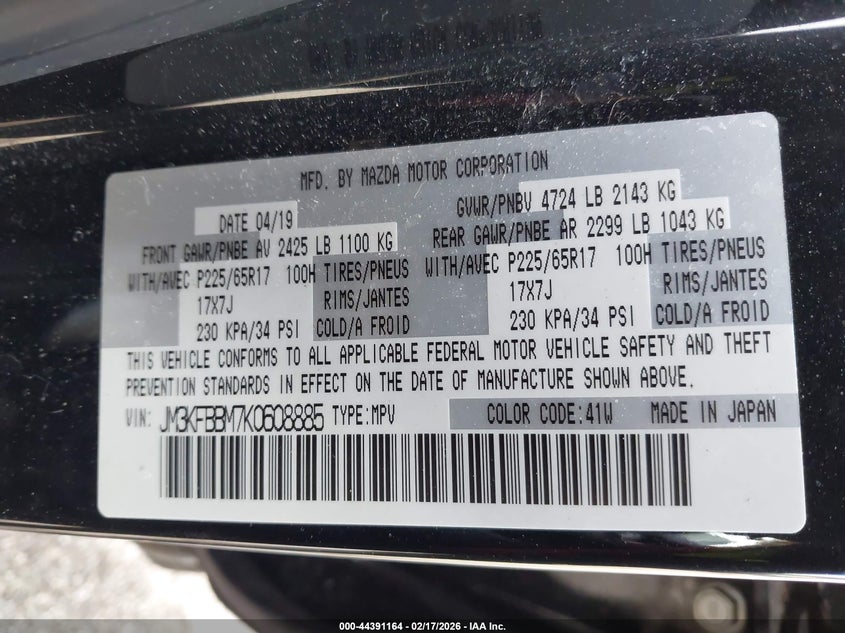 MFD. BY MAZDA MOTOR CORPORATION
DATE 04/19
GVWR/PNBV 4724 LB 2143 KG
FRONT GAWR/PNBE AV 2425 LB 1100 KG
REAR GAWR/PNBE AR 2299 LB 1043 KG
WITH/AVEC P225/65R17 100H TIRES/PNEUS
WITH/AVEC P225/65R17 100H TIRES/PNEUS
17X7J RIMS/JANTES
17X7J RIMS/JANTES
230 KPA/34 PSI COLD/A FROID
230 KPA/34 PSI COLD/A FROID
THIS VEHICLE CONFORMS TO ALL APPLICABLE FEDERAL MOTOR VEHICLE SAFETY AND THEFT
PREVENTION STANDARDS IN EFFECT ON THE DATE OF MANUFACTURE SHOWN ABOVE.
VIN: JM3KFBBM7K0608885 TYPE:MPV COLOR CODE:41W MADE IN JAPAN
000-44391164 - 02/17/2026 - IAA Inc.